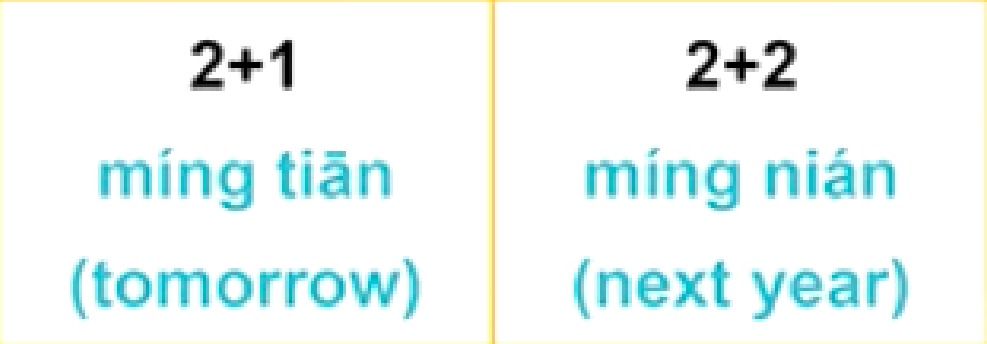 2+1
míng tiān
(tomorrow)
2+2
míng nián
(next year)